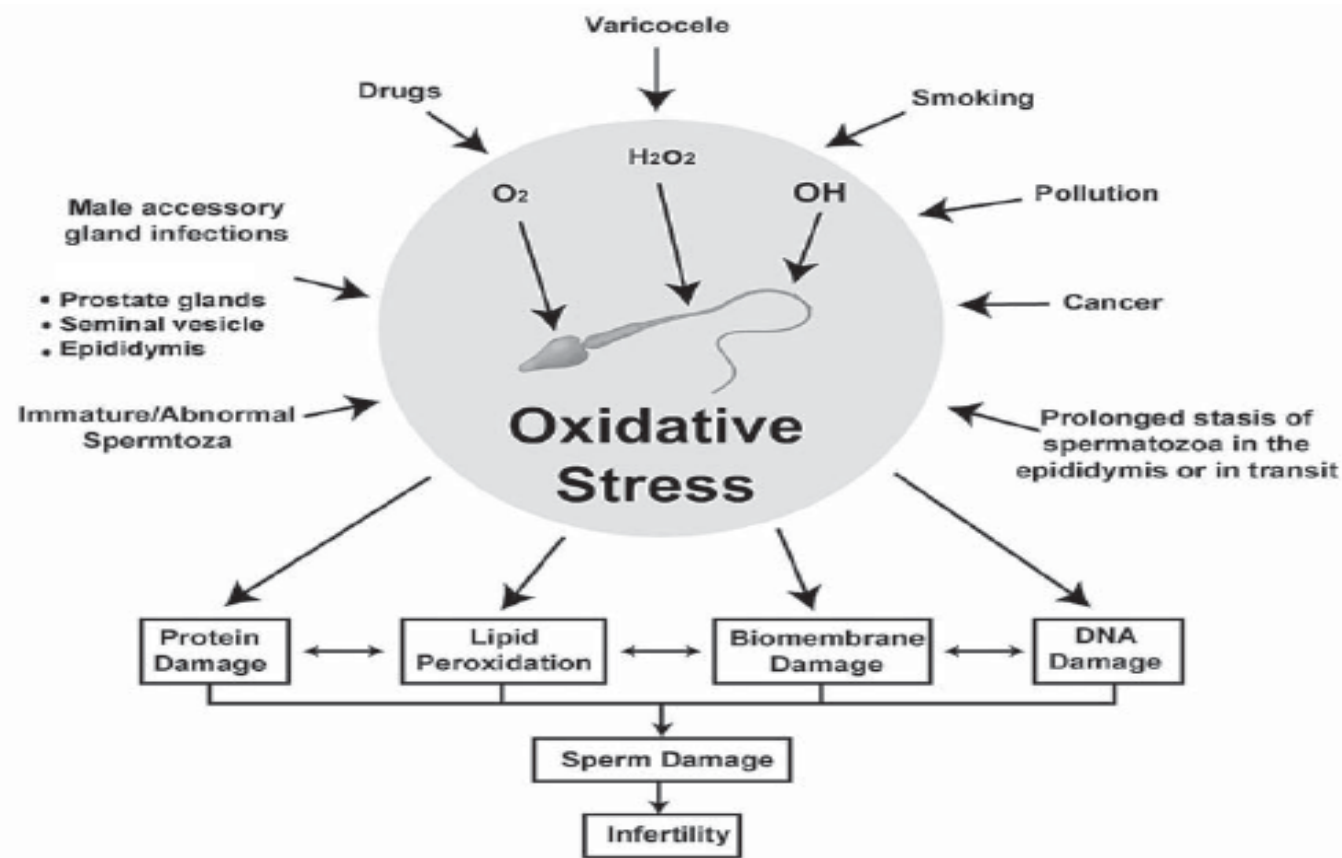 Varicocele
Drugs
Smoking
H2O2
O2
OH
Pollution
Male accessory
gland infections
• Prostate glands
• Seminal vesicle
• Epididymis
Cancer
Immature/Abnormal
Spermtoza
Prolonged stasis of
spermatozoa in the
epididymis or in transit
Oxidative
Stress
Protein
Damage
Lipid
Peroxidation
Biomembrane
Damage
DNA
Damage
Sperm Damage
Infertility